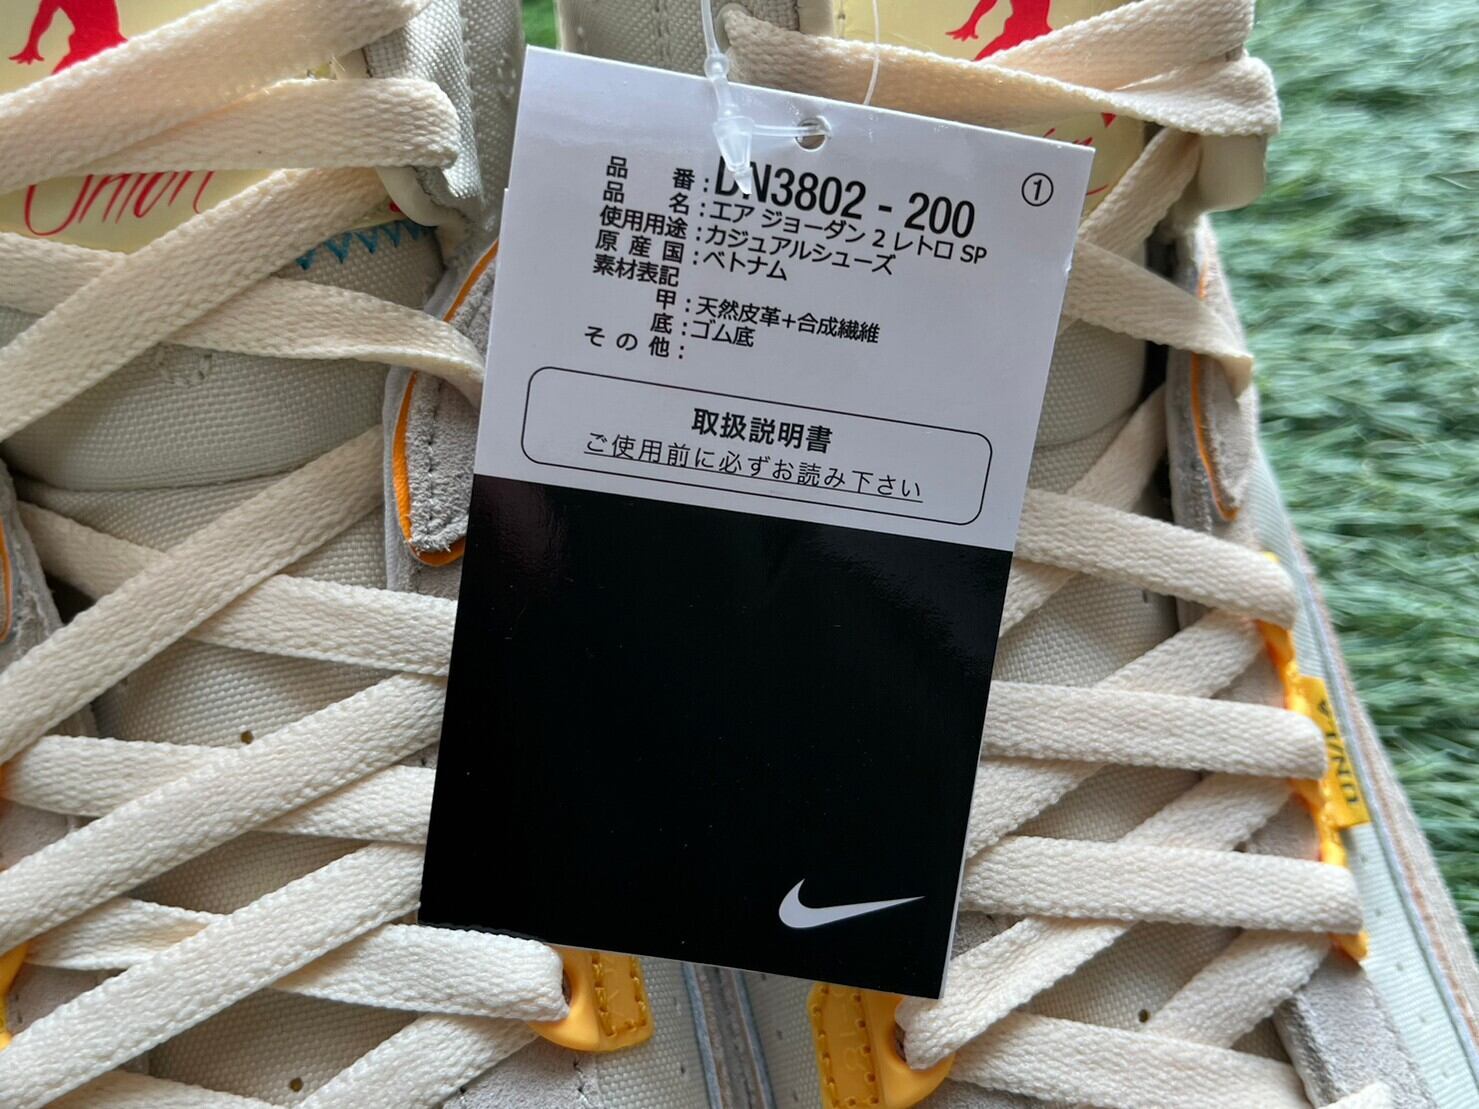 Union
①
品番:DN3802 - 200
品名:エア ジョーダン 2 レトロ SP
使用用途:カジュアルシューズ
原産国:ベトナム
素材表記
甲:天然皮革+合成繊維
底:ゴム底
その他:
取扱説明書
ご使用前に必ずお読み下さい
UN/LA